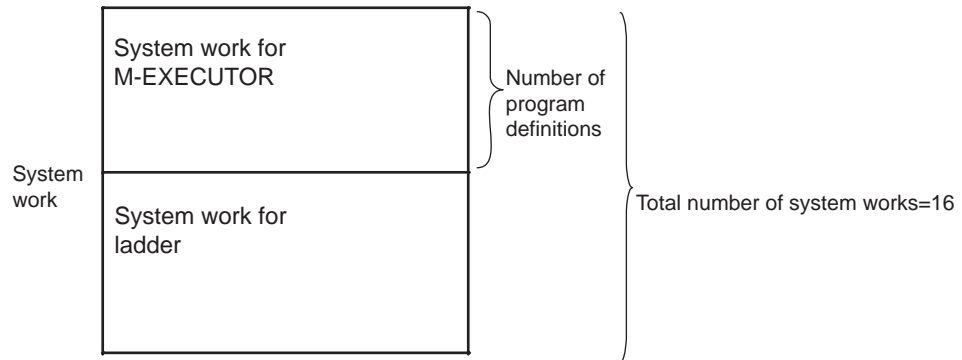 System work for
M-EXECUTOR
Number of
program
definitions
System
work
Total number of system works=16
System work for
ladder